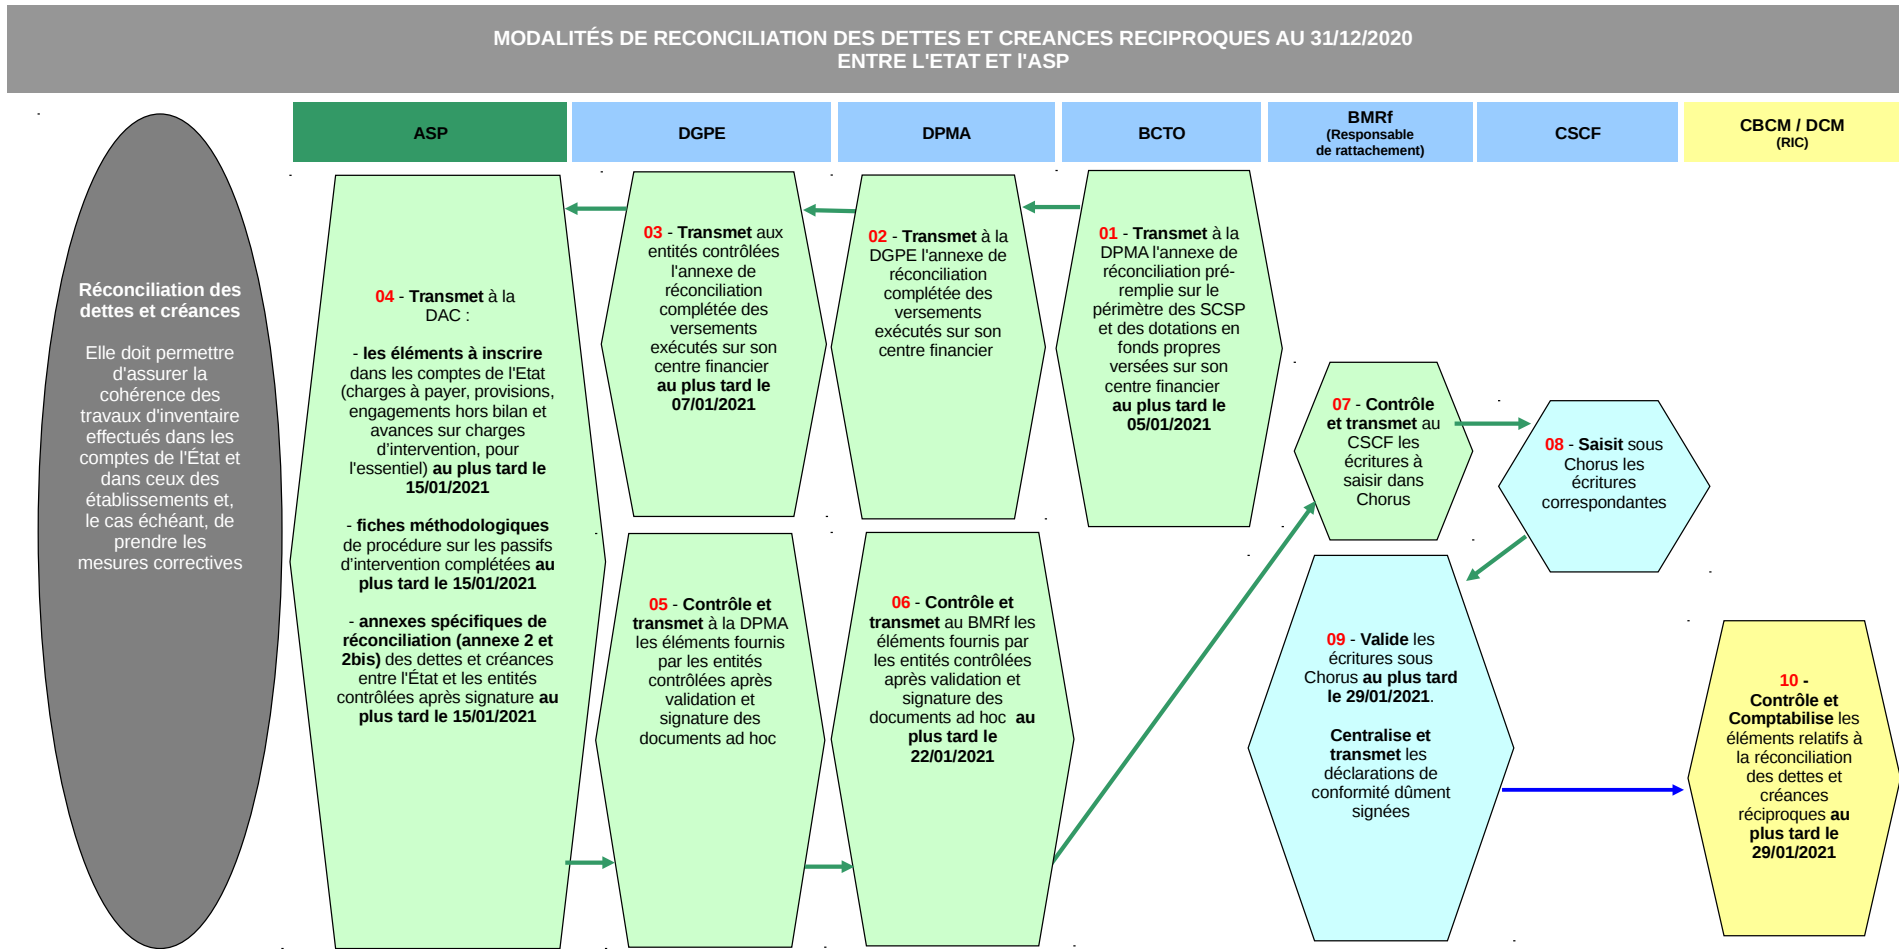 MODALITÉS DE RECONCILIATION DES DETTES ET CREANCES RECIPROQUES AU 31/12/2020
ENTRE L'ETAT ET l'ASP
ASP
DGPE
DPMA
BCTO
BMRf
(Responsable
de rattachement)
CSCF
CBCM / DCM
(RIC)
Réconciliation des
dettes et créances
Elle doit permettre
d'assurer la
cohérence des
travaux d'inventaire
effectués dans les
comptes de l'État et
dans ceux des
établissements et,
le cas échéant, de
prendre les
mesures correctives
04 - Transmet à la
DAC :
- les éléments à inscrire
dans les comptes de l'Etat
(charges à payer, provisions,
engagements hors bilan et
avances sur charges
d'intervention, pour
l'essentiel) au plus tard le
15/01/2021
- fiches méthodologiques
de procédure sur les passifs
d'intervention complétées au
plus tard le 15/01/2021
- annexes spécifiques de
réconciliation (annexe 2 et
2bis) des dettes et créances
entre l'État et les entités
contrôlées après signature au
plus tard le 15/01/2021
03 - Transmet aux
entités contrôlées
l'annexe de
réconciliation
complétée des
versements
exécutés sur son
centre financier
au plus tard le
07/01/2021
02 - Transmet à la
DGPE l'annexe de
réconciliation
complétée des
versements
exécutés sur son
centre financier
01 - Transmet à la
DPMA l'annexe de
réconciliation pré-
remplie sur le
périmètre des SCSP
et des dotations en
fonds propres
versées sur son
centre financier
au plus tard le
05/01/2021
05 - Contrôle et
transmet à la DPMA
les éléments fournis
par les entités
contrôlées après
validation et
signature des
documents ad hoc
06 - Contrôle et
transmet au BMRf les
éléments fournis par
les entités contrôlées
après validation et
signature des
documents ad hoc au
plus tard le
22/01/2021
07 - Contrôle
et transmet au
CSCF les
écritures à
saisir dans
Chorus
08 - Saisit sous
Chorus les
écritures
correspondantes
09 - Valide les
écritures sous
Chorus au plus tard
le 29/01/2021.
Centralise et
transmet les
déclarations de
conformité dûment
signées
10 -
Contrôle et
Comptabilise les
éléments relatifs à
la réconciliation
des dettes et
créances
réciproques au
plus tard le
29/01/2021